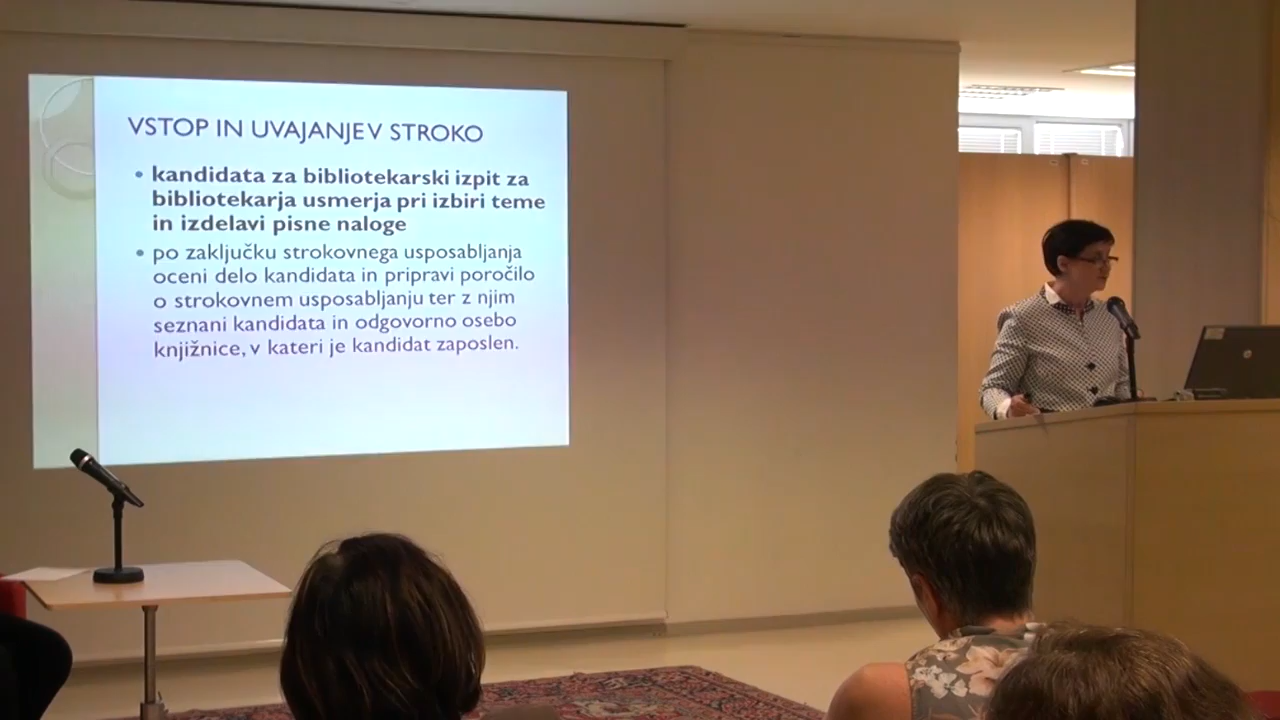 VSTOP IN UVAJANJE V STROKO
• kandidata za bibliotekarski izpit za
bibliotekarja usmerja pri izbiri teme
in izdelavi pisne naloge
• po zaključku strokovnega usposabljanja
oceni delo kandidata in pripravi poročilo
o strokovnem usposabljanju ter z njim
seznani kandidata in odgovorno osebo
knjižnice, v kateri je kandidat zaposlen.